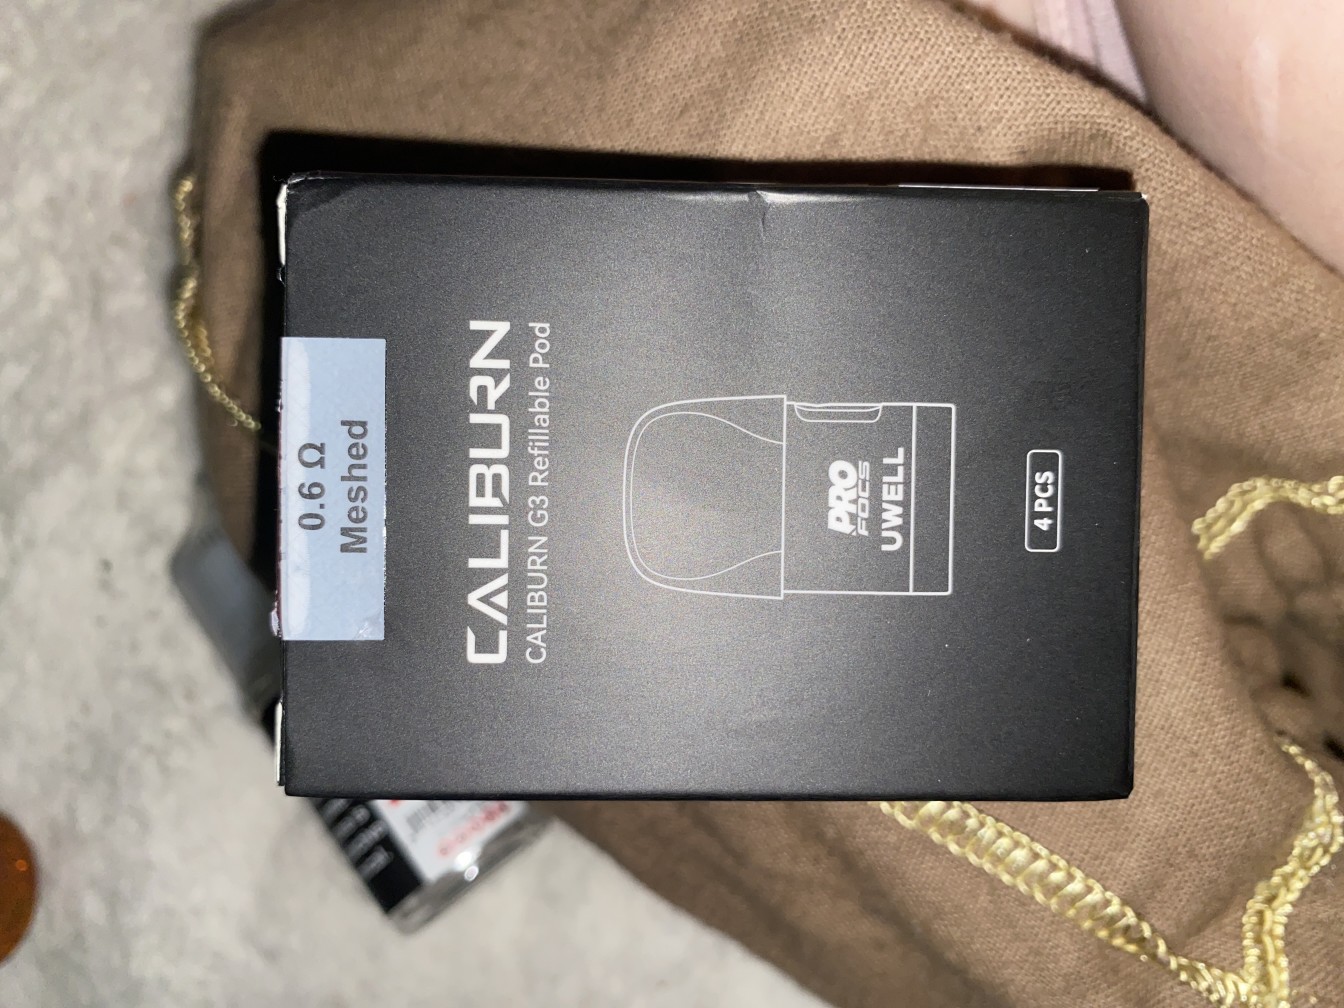 0.6 Ω
Meshed
CALIBURN
CALIBURN G3 Refillable Pod
PRO
FOCS
UWELL
4 PCS